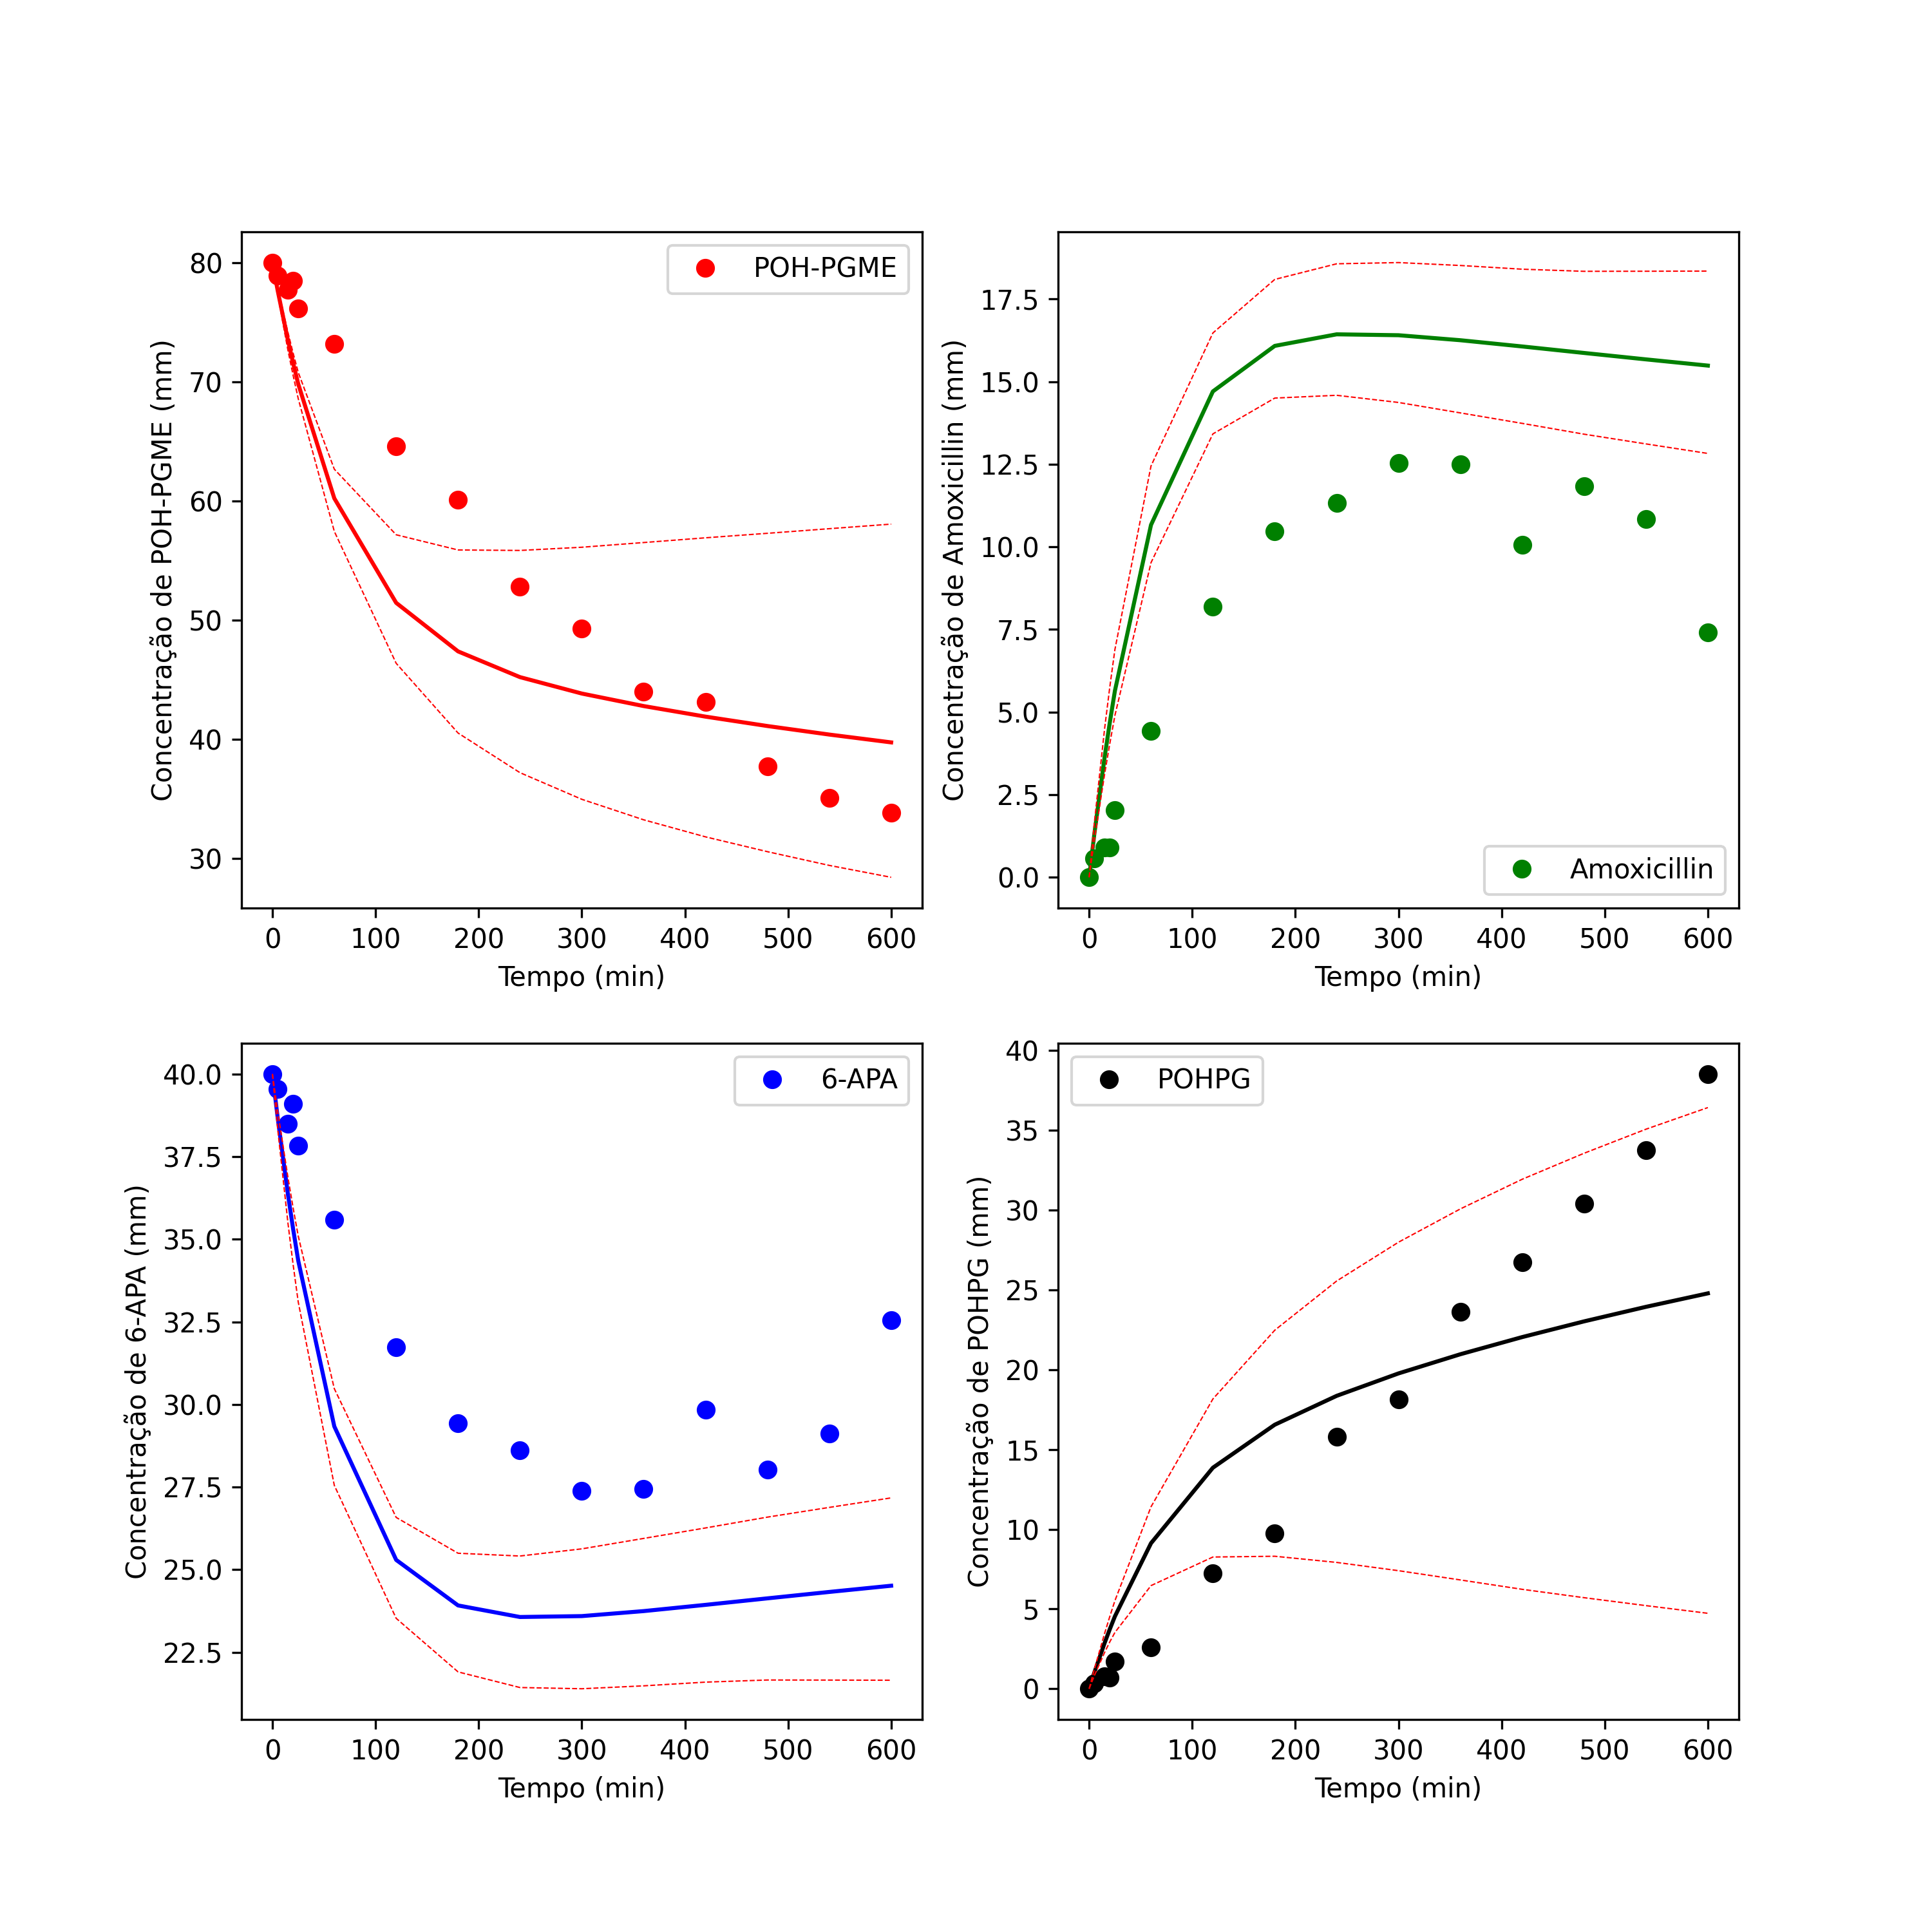 POH-PGME
80
70
60
50
40
30
Concentração de POH-PGME (mm)
0 100 200 300 400 500 600
Tempo (min)
Amoxicillin
17.5
15.0
12.5
10.0
7.5
5.0
2.5
0.0
Concentração de Amoxicillin (mm)
0 100 200 300 400 500 600
Tempo (min)
6-APA
40.0
37.5
35.0
32.5
30.0
27.5
25.0
22.5
Concentração de 6-APA (mm)
0 100 200 300 400 500 600
Tempo (min)
POHPG
40
35
30
25
20
15
10
5
0
Concentração de POHPG (mm)
0 100 200 300 400 500 600
Tempo (min)